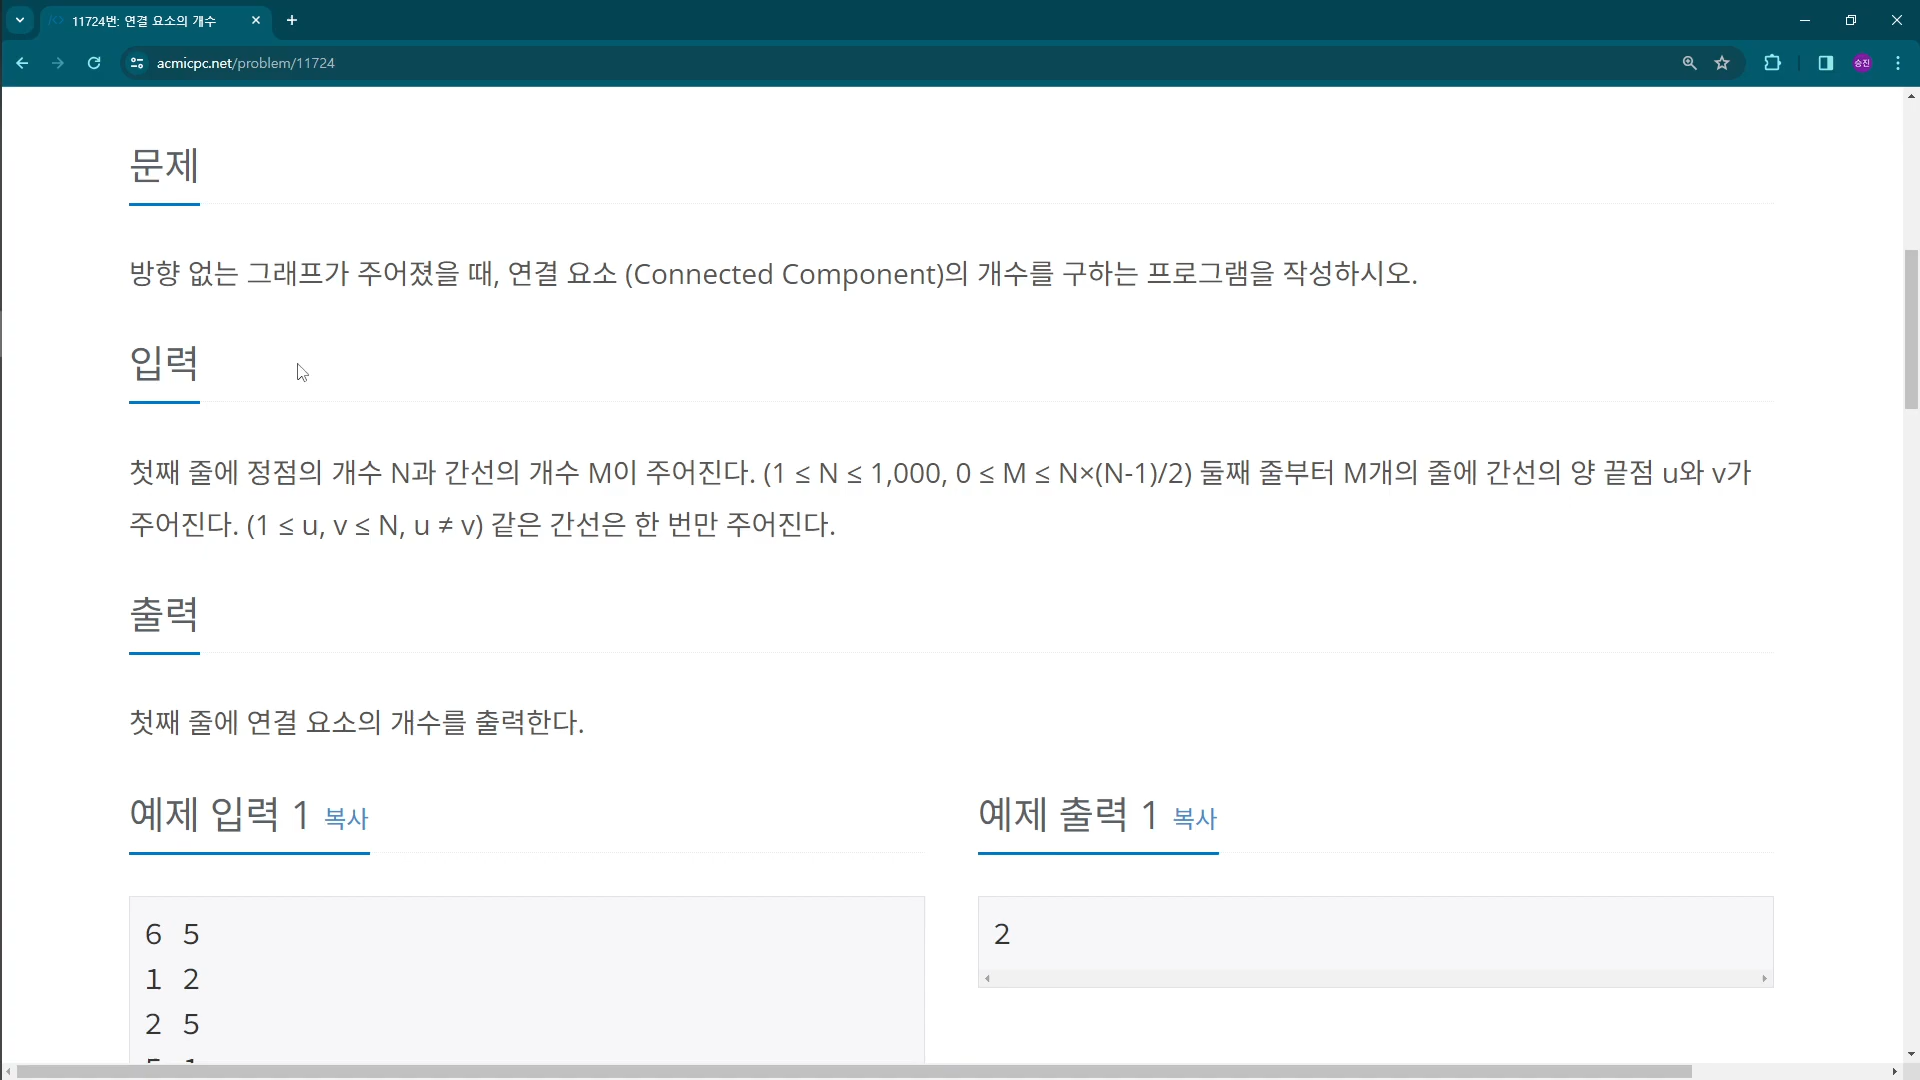 11724번: 연결 요소의 개수
acmicpc.net/problem/11724
승진
문제
방향 없는 그래프가 주어졌을 때, 연결 요소 (Connected Component)의 개수를 구하는 프로그램을 작성하시오.
입력
첫째 줄에 정점의 개수 N과 간선의 개수 M이 주어진다. (1 ≤ N ≤ 1,000, 0 ≤ M ≤ N×(N-1)/2) 둘째 줄부터 M개의 줄에 간선의 양 끝점 u와 v가
주어진다. (1 ≤ u, v ≤ N, u ≠ v) 같은 간선은 한 번만 주어진다.
출력
첫째 줄에 연결 요소의 개수를 출력한다.
예제 입력 1 복사
예제 출력 1 복사
6 5
1 2
2 5
2